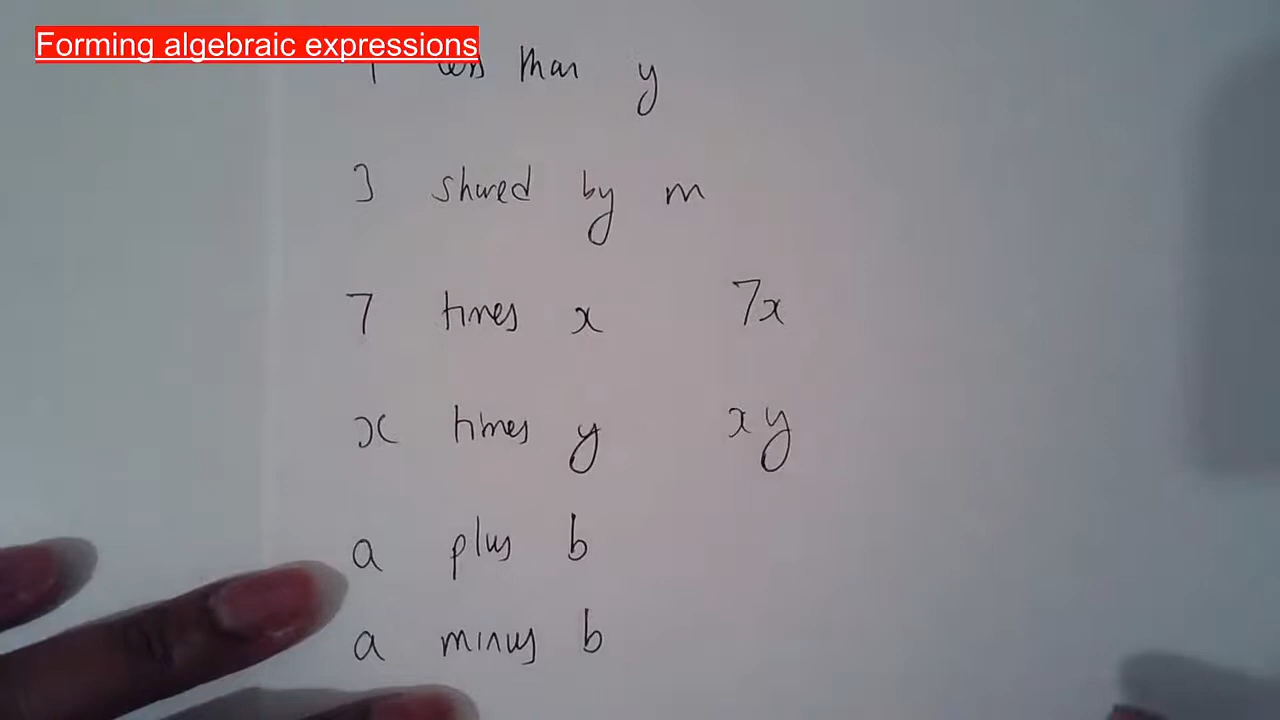 Forming algebraic expressions
less than y
3 shared by m
7 times x 7x
x times y xy
a plus b
a minus b